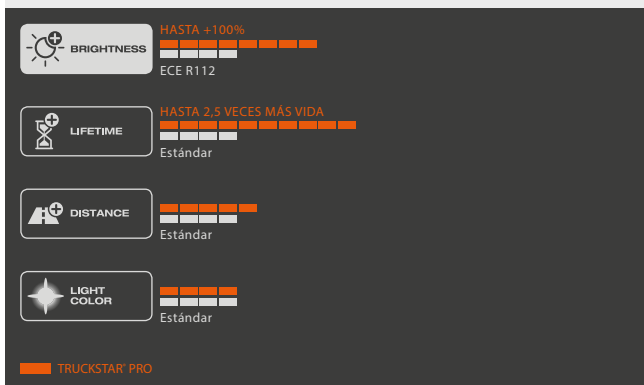 HASTA +100%
BRIGHTNESS
ECE R112
HASTA 2,5 VECES MÁS VIDA
LIFETIME
Estándar
DISTANCE
Estándar
LIGHT
COLOR
Estándar
TRUCKSTAR® PRO